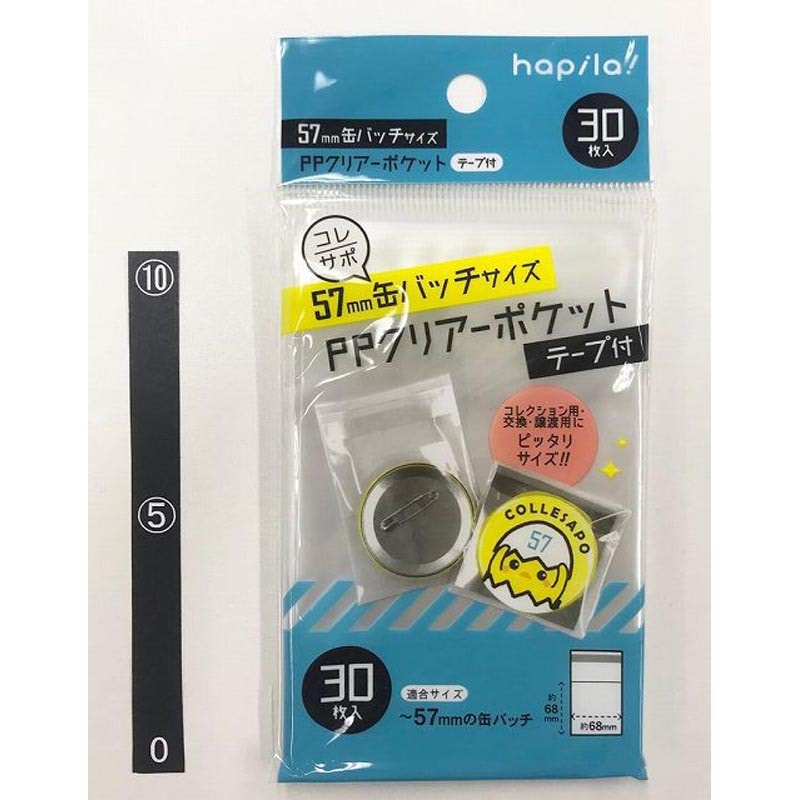 hapila!!
57mm缶バッチサイズ
PPクリアーポケット テープ付
30
枚入
コレ
サポ
57mm缶バッチサイズ
PPクリアーポケット
テープ付
コレクション用・
交換・譲渡用に
ピッタリ
サイズ!!
COLLESAPO
57
30
枚入
適合サイズ
～57mmの缶バッチ
約
68
mm
約68mm
hapila!!
⑩
⑤
0